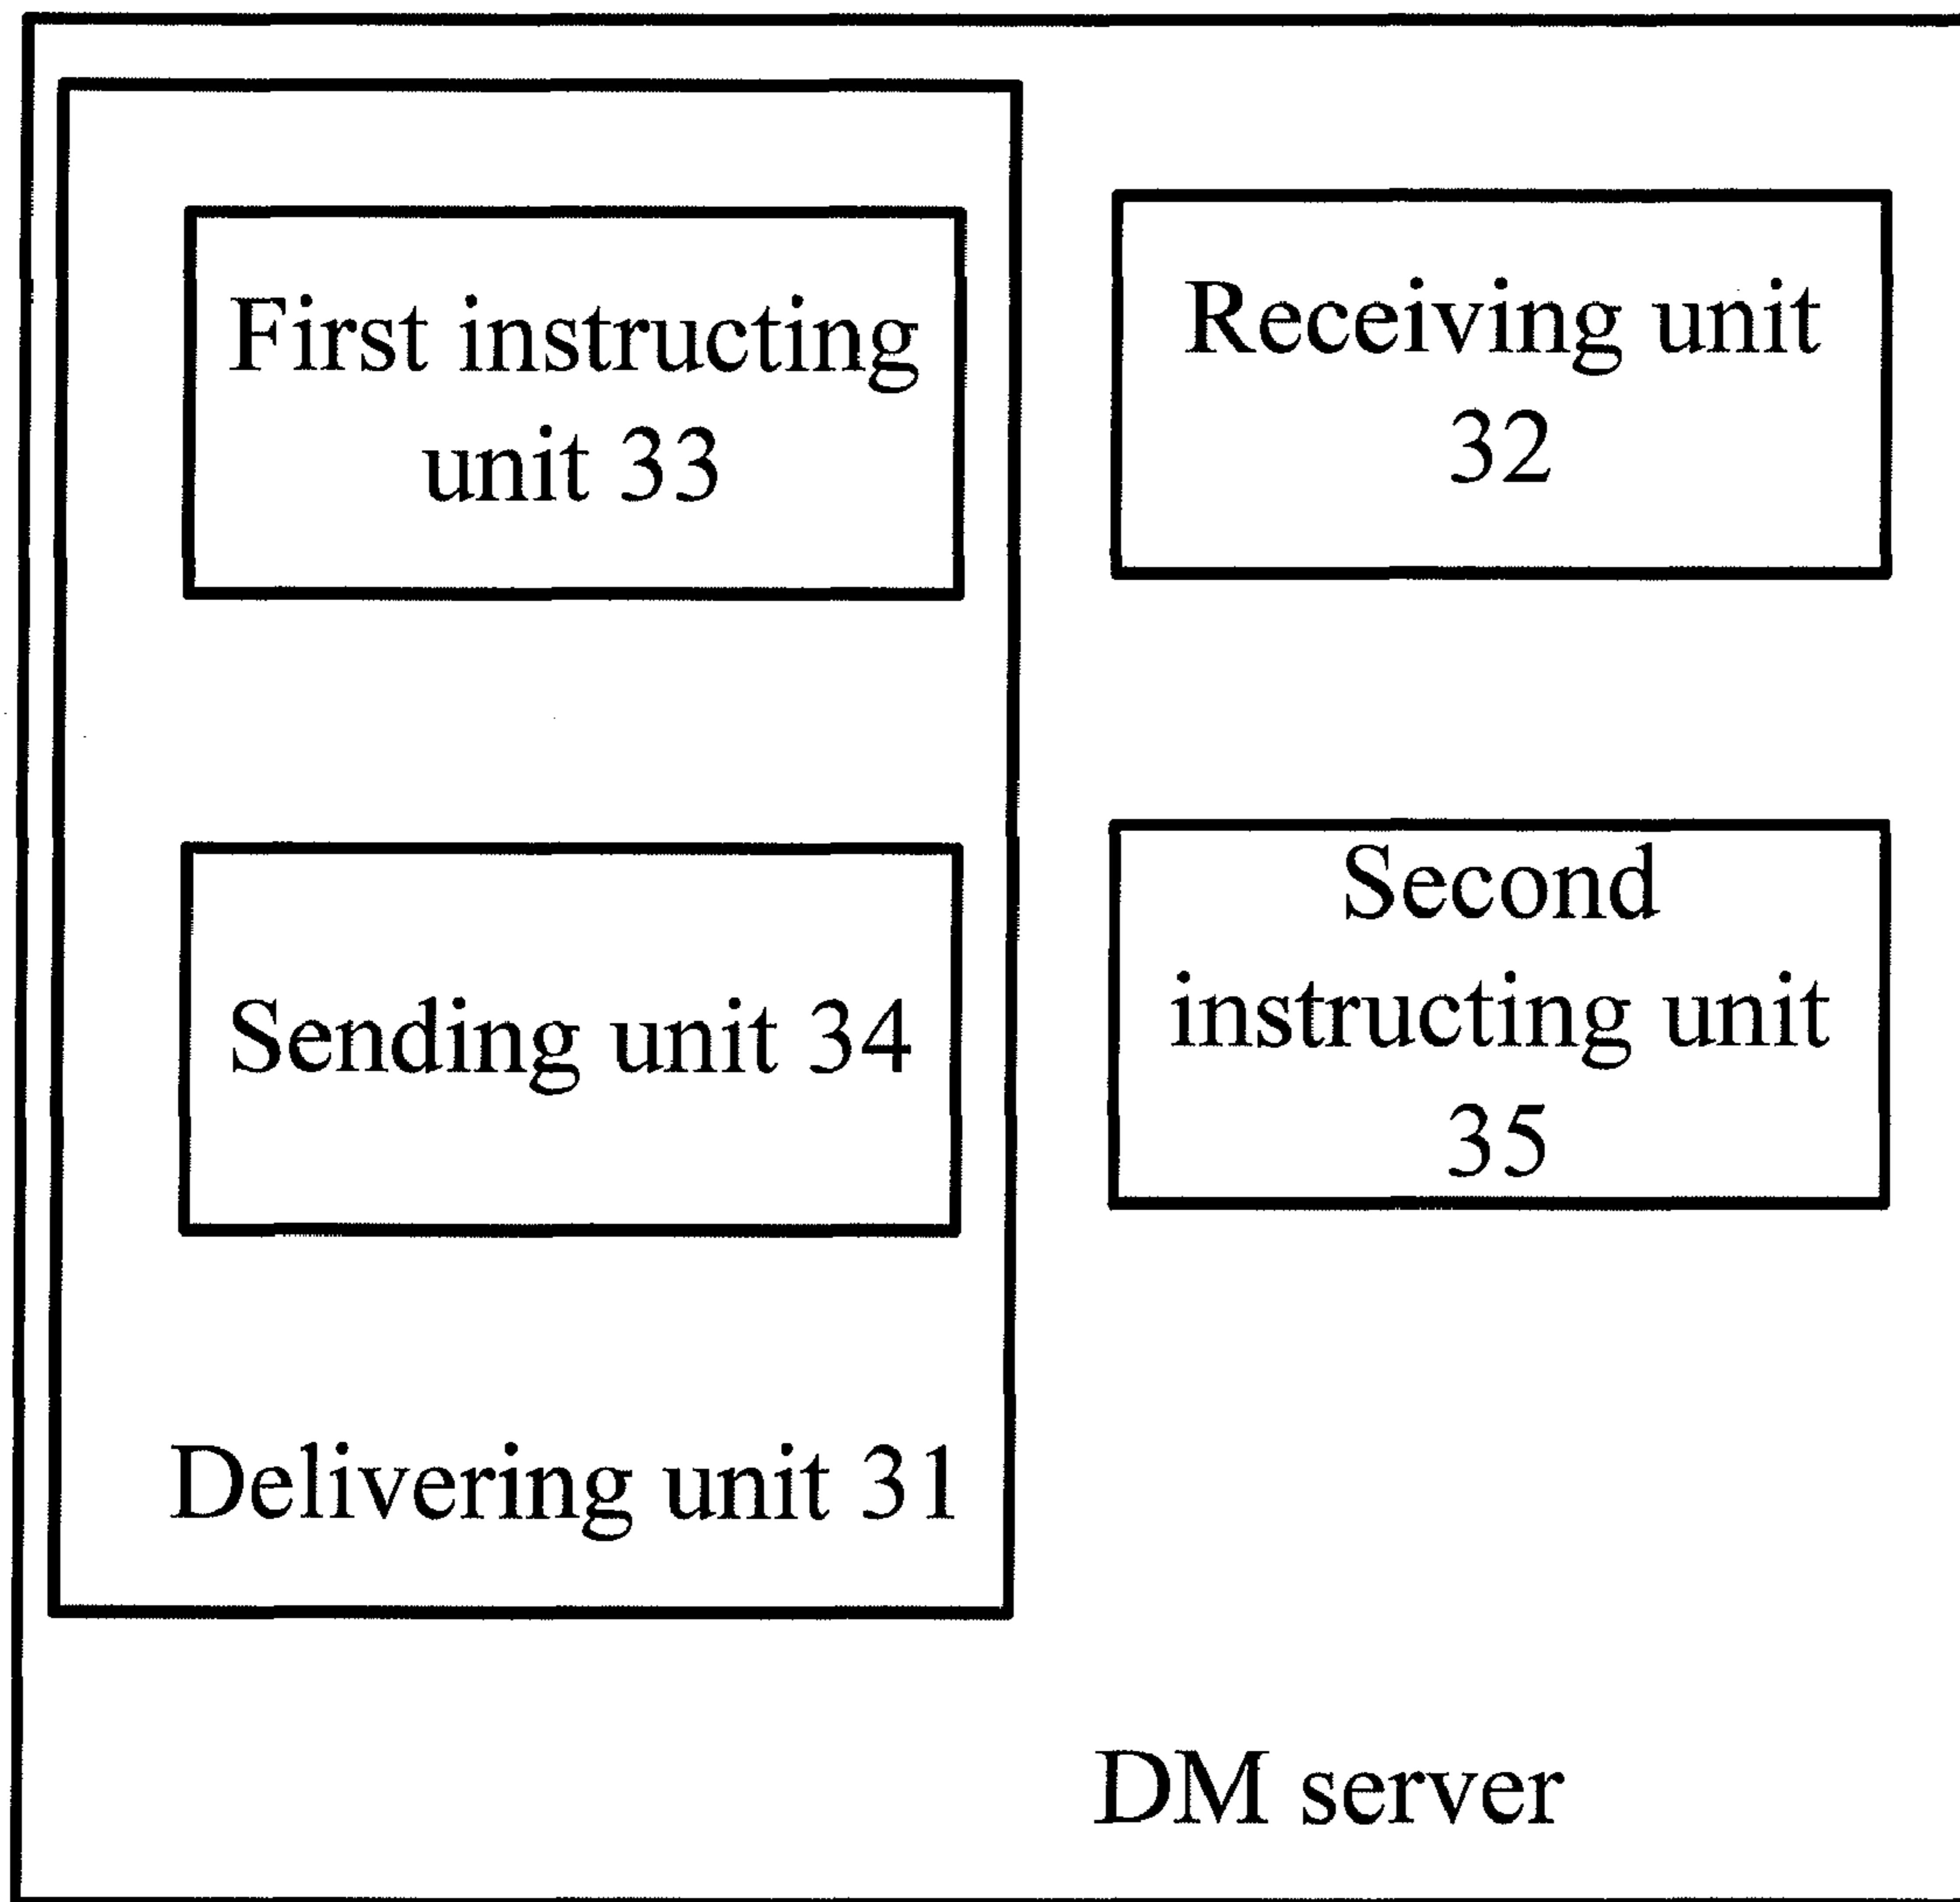 First instructing
unit 33
Sending unit 34
Delivering unit 31
Receiving unit
32
Second
instructing unit
35
DM server